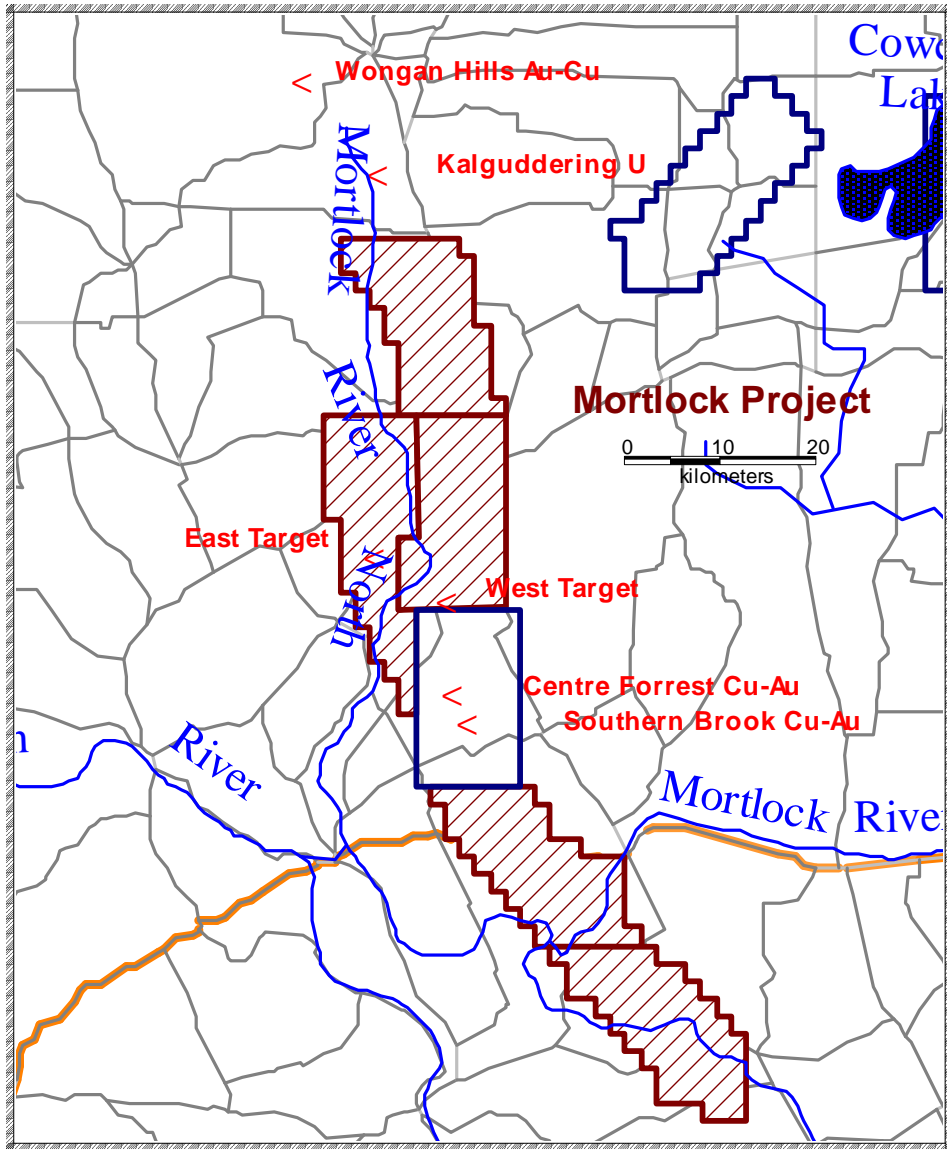 Cowc
Lak
Wongan Hills Au-Cu
Kalguddering U
Mortlock
River
North
Mortlock Project
0 10 20
kilometers
East Target
West Target
Centre Forrest Cu-Au
Southern Brook Cu-Au
n
River
Mortlock River